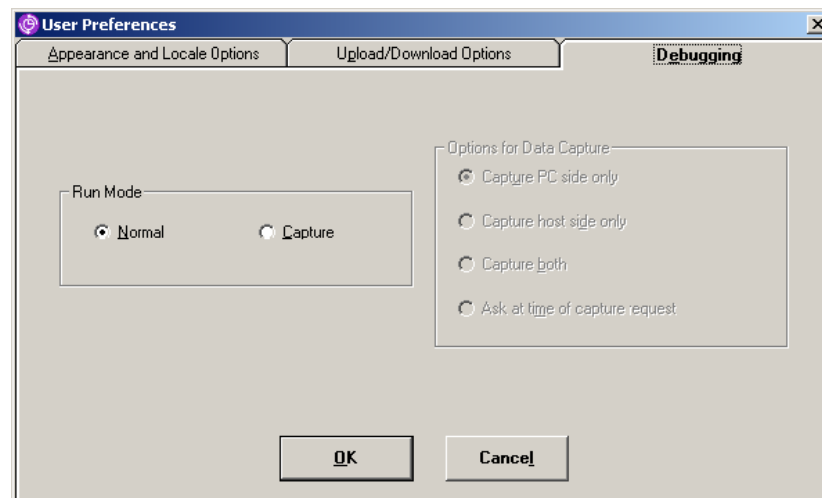 User Preferences
Appearance and Locale Options
Upload/Download Options
Debugging
Run Mode
Normal
Capture
Options for Data Capture
Capture PC side only
Capture host side only
Capture both
Ask at time of capture request
OK
Cancel